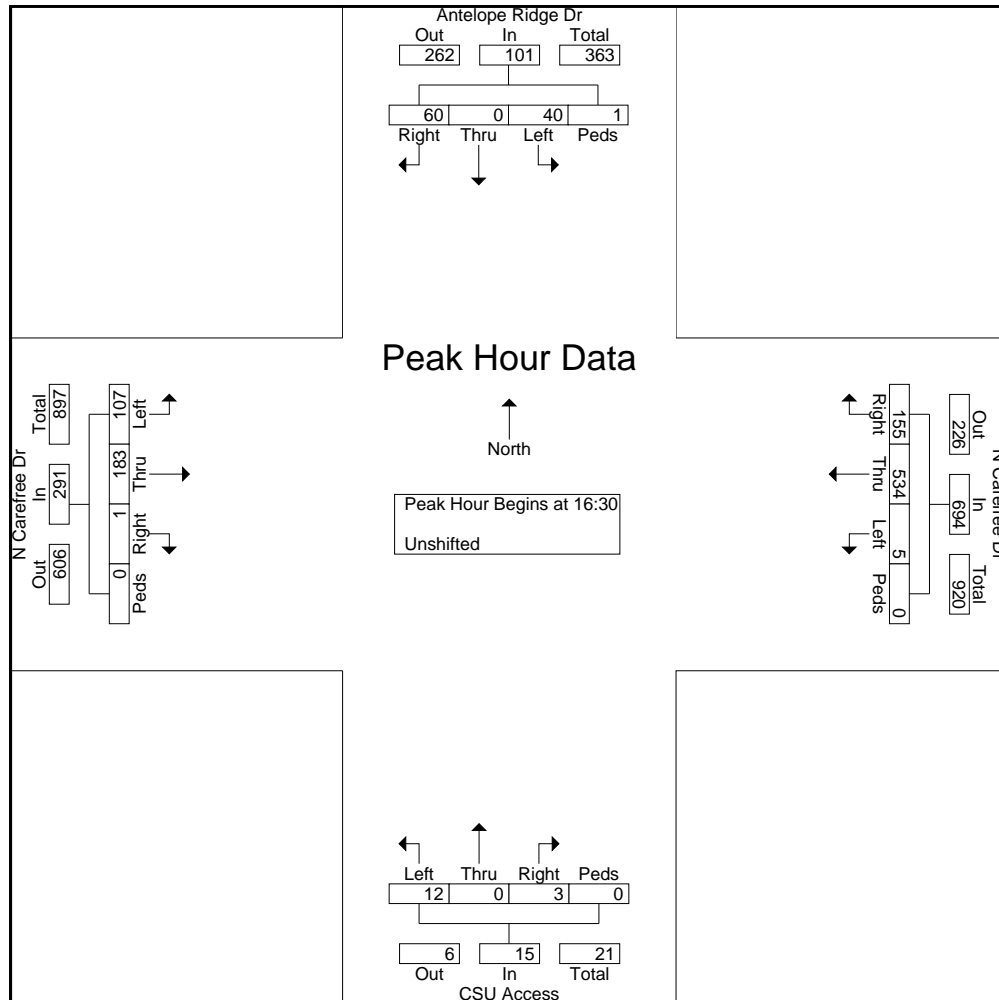 Antelope Ridge Dr
Out In Total
262 101 363
60 0 40 1
Right Thru Left Peds
Peak Hour Data
North
Peak Hour Begins at 16:30
Unshifted
N Carefree Dr
Total In Out
897 291 606
107 183 1 0
Left Thru Right Peds
Right Thru Left Peds
155 534 5 0
Out In Total
226 694 920
N Carefree Dr
Left Thru Right Peds
12 0 3 0
6 15 21
Out In Total
CSU Access